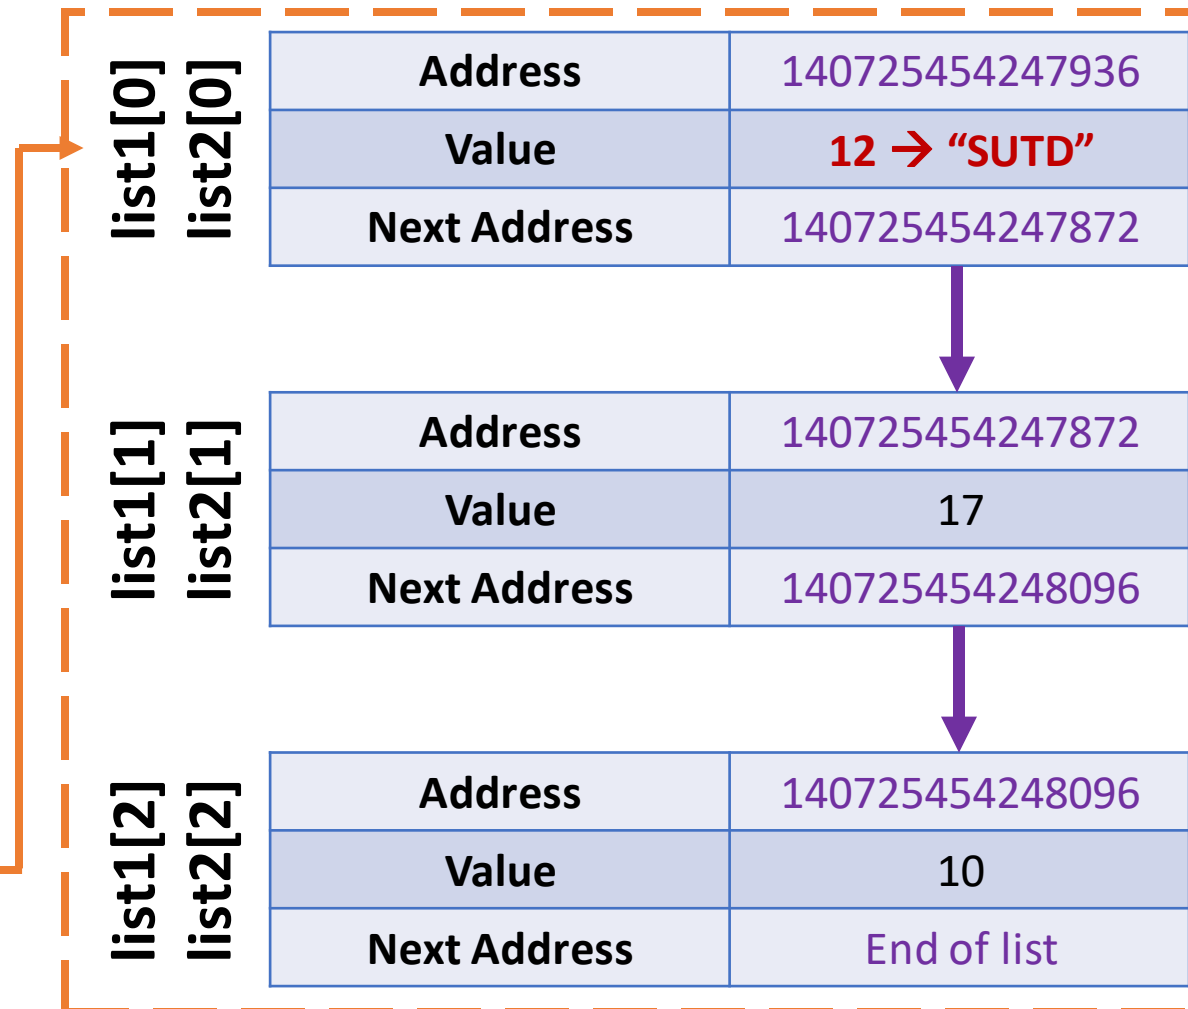 list1[0]
list2[0]
Address 140725454247936
Value 12 → “SUTD”
Next Address 140725454247872
list1[1]
list2[1]
Address 140725454247872
Value 17
Next Address 140725454248096
list1[2]
list2[2]
Address 140725454248096
Value 10
Next Address End of list